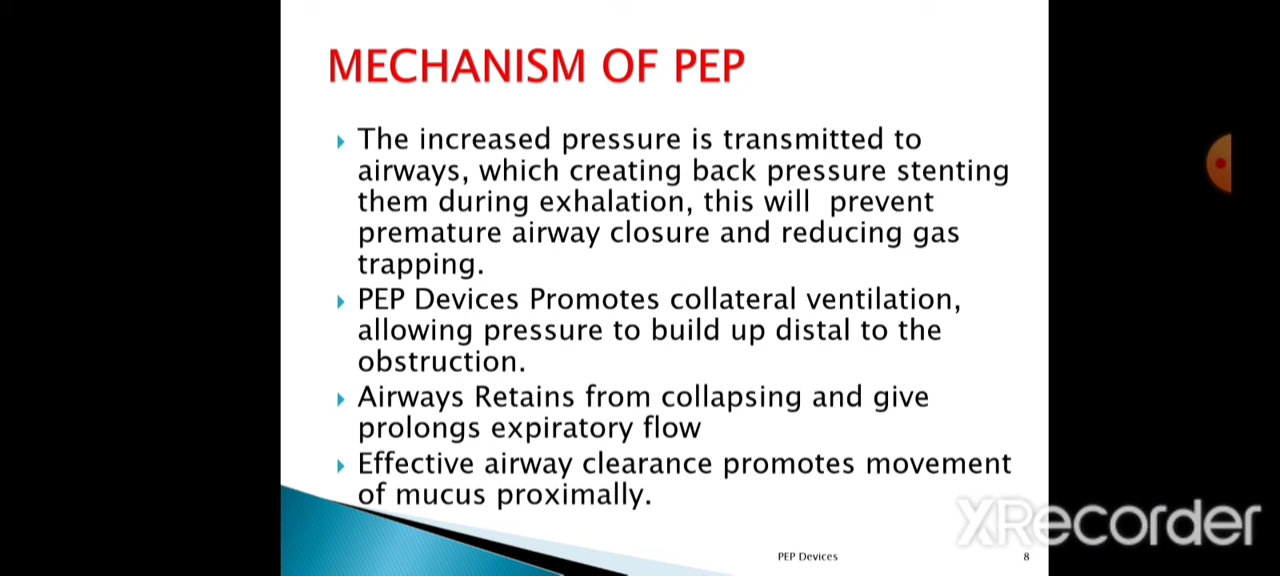 MECHANISM OF PEP
The increased pressure is transmitted to
airways, which creating back pressure stenting
them during exhalation, this will prevent
premature airway closure and reducing gas
trapping.
PEP Devices Promotes collateral ventilation,
allowing pressure to build up distal to the
obstruction.
Airways Retains from collapsing and give
prolongs expiratory flow
Effective airway clearance promotes movement
of mucus proximally.
XRecorder
PEP Devices 8